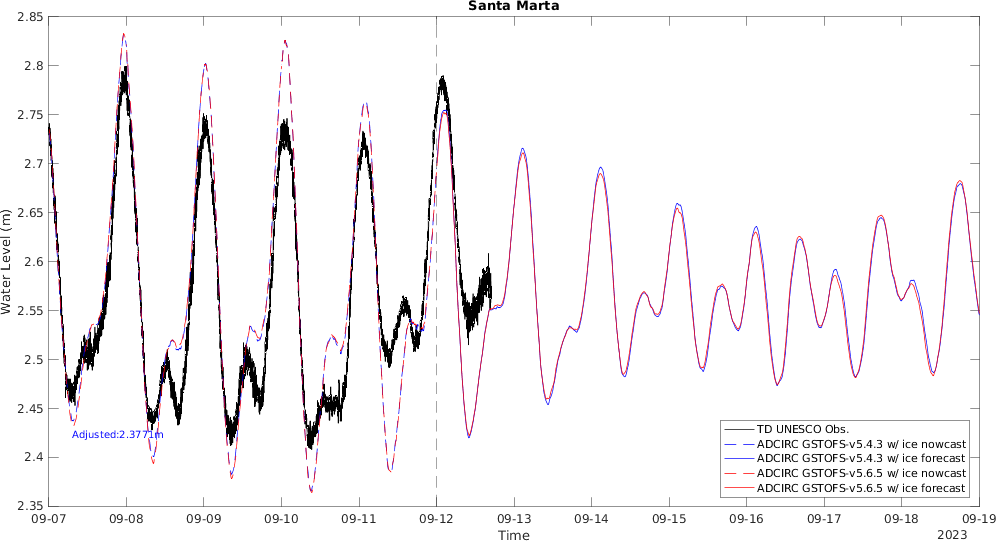 Santa Marta
Water Level (m)
2.85
2.8
2.75
2.7
2.65
2.6
2.55
2.5
2.45
2.4
2.35
Adjusted:2.3771m
TD UNESCO Obs.
ADCIRC GSTOFS-v5.4.3 w/ ice nowcast
ADCIRC GSTOFS-v5.4.3 w/ ice forecast
ADCIRC GSTOFS-v5.6.5 w/ ice nowcast
ADCIRC GSTOFS-v5.6.5 w/ ice forecast
09-07 09-08 09-09 09-10 09-11 09-12 09-13 09-14 09-15 09-16 09-17 09-18 09-19
Time
2023